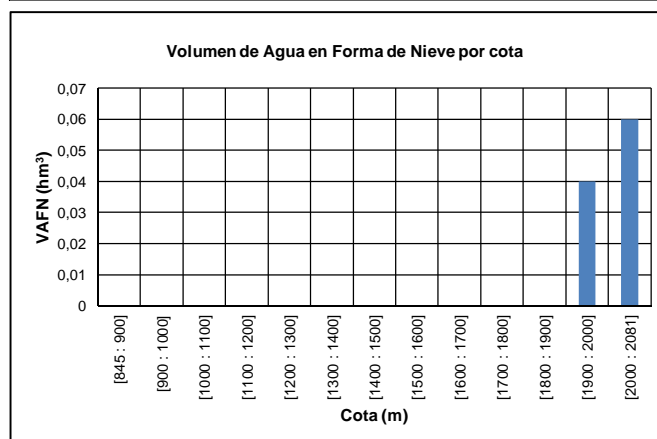 Volumen de Agua en Forma de Nieve por cota
VAFN (hm³)
0,07
0,06
0,05
0,04
0,03
0,02
0,01
0
[845 : 900]
[900 : 1000]
[1000 : 1100]
[1100 : 1200]
[1200 : 1300]
[1300 : 1400]
[1400 : 1500]
[1500 : 1600]
[1600 : 1700]
[1700 : 1800]
[1800 : 1900]
[1900 : 2000]
[2000 : 2081]
Cota (m)